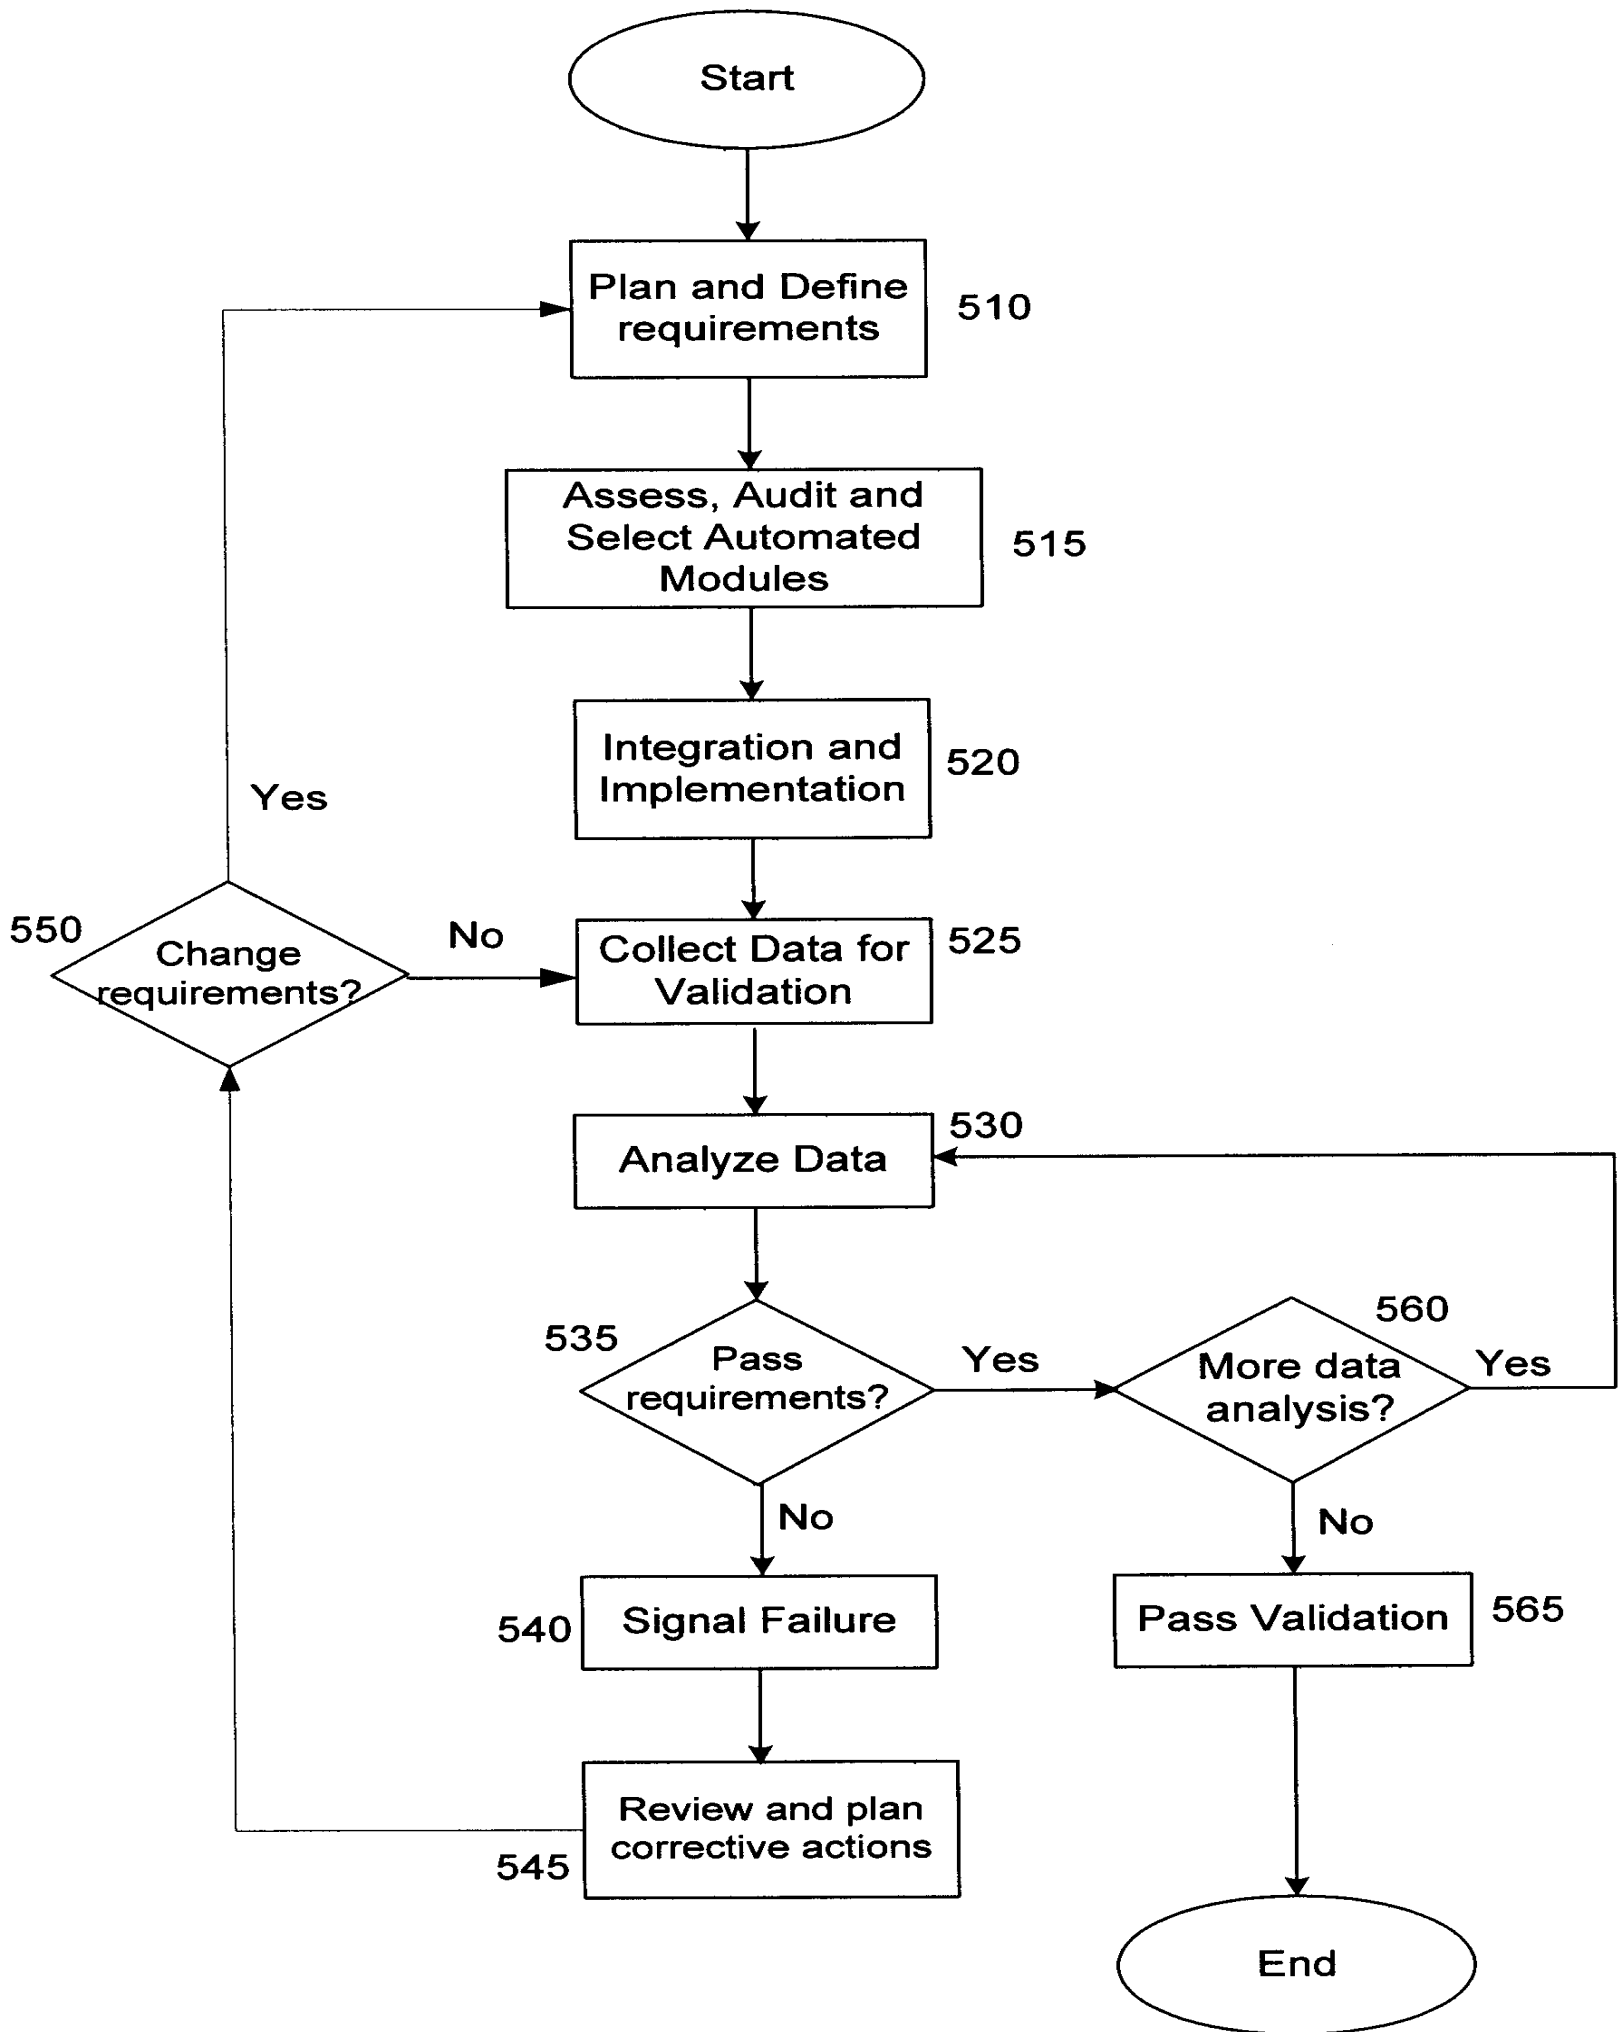 Start
Plan and Define
requirements
510
Assess, Audit and
Select Automated
Modules
515
Integration and
Implementation
520
Yes
550
Change
requirements?
No
Collect Data for
Validation
525
Analyze Data
530
535
Pass
requirements?
Yes
560
More data
analysis?
Yes
No
No
540
Signal Failure
Pass Validation
565
Review and plan
corrective actions
545
End